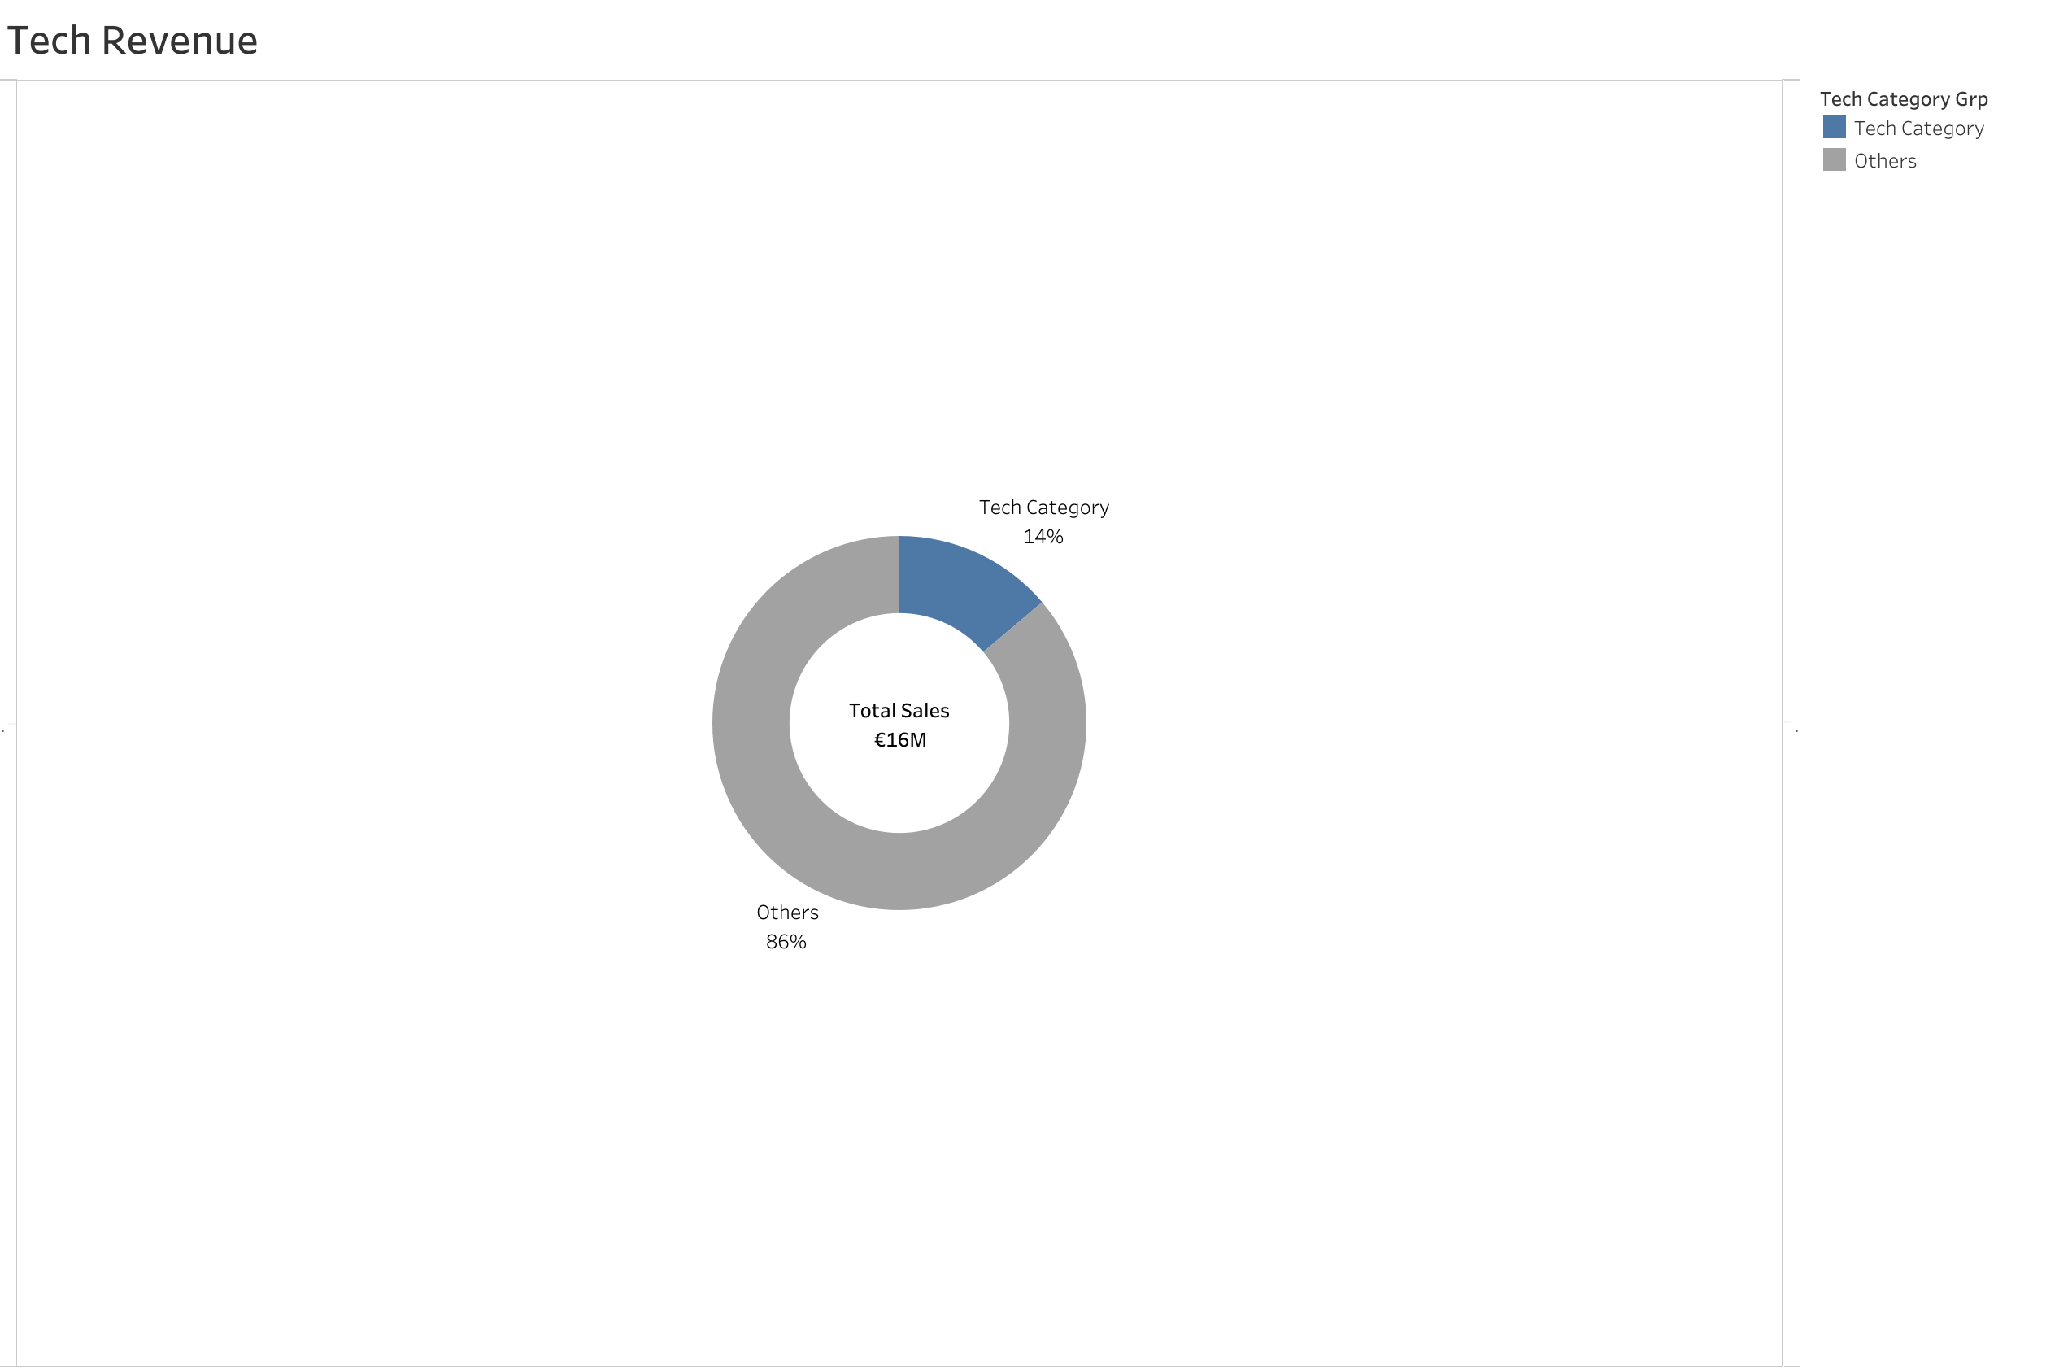 Tech Revenue
Tech Category Grp
Tech Category
Others
Tech Category
14%
Total Sales
€16M
Others
86%